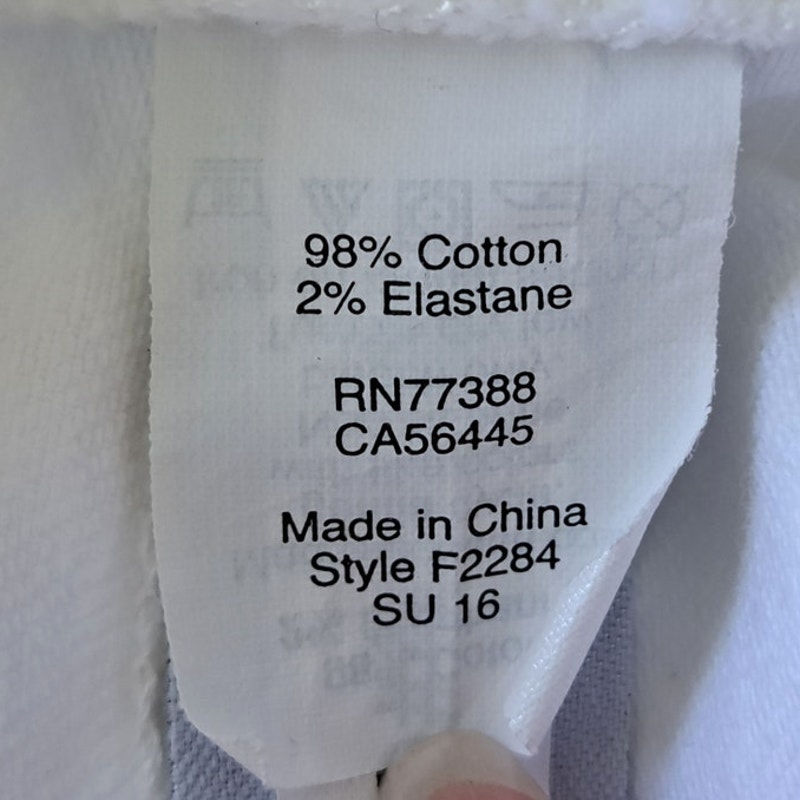 98% Cotton
2% Elastane
RN77388
CA56445
Made in China
Style F2284
SU 16